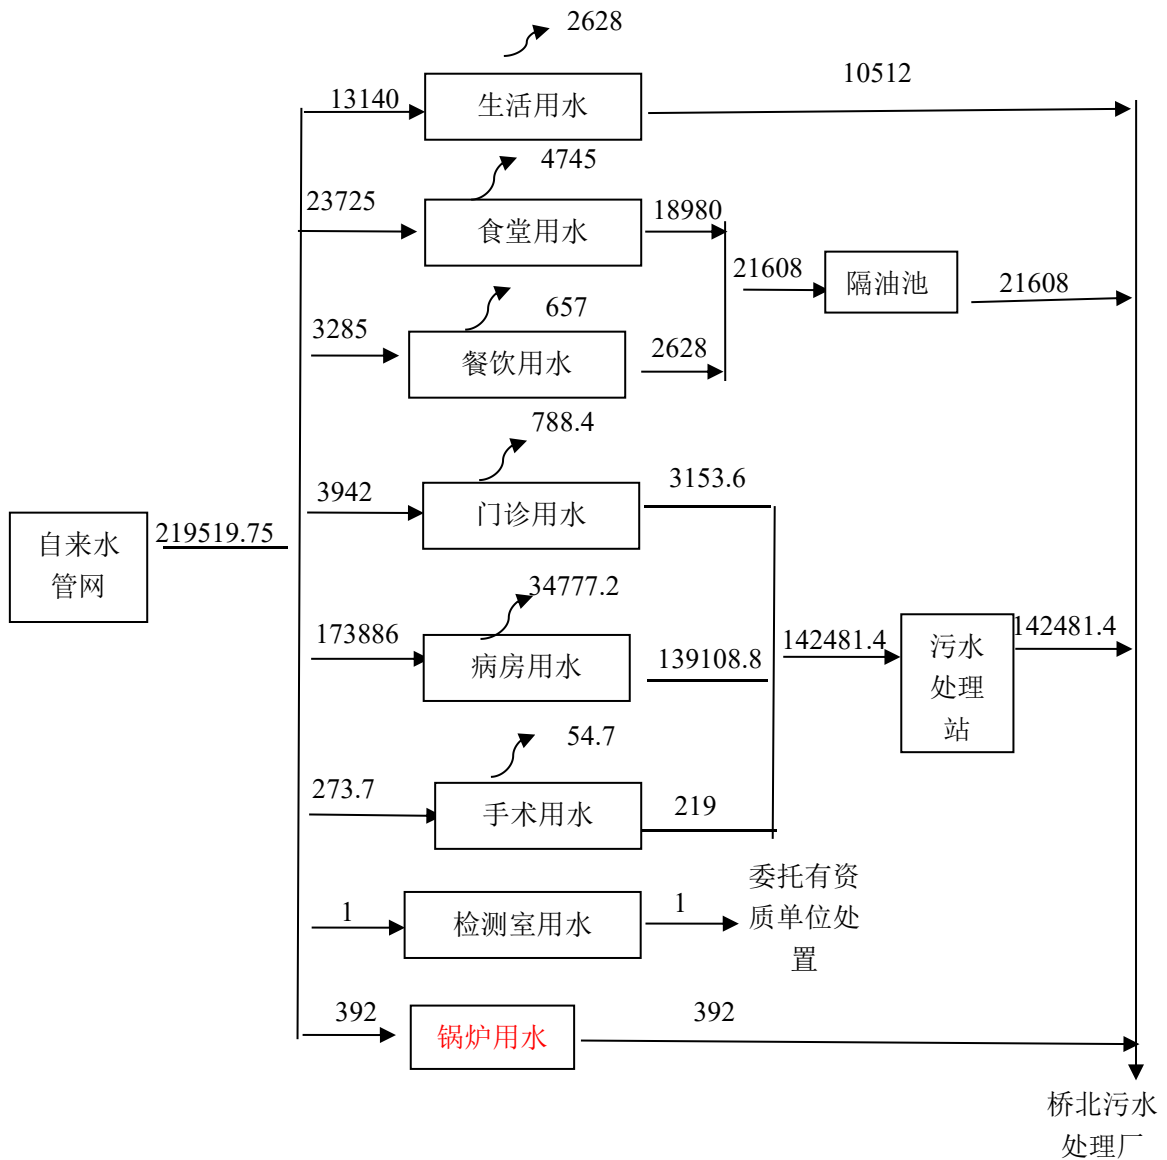 2628
13140
生活用水
10512
4745
23725
食堂用水
18980
21608
隔油池
21608
657
3285
餐饮用水
2628
788.4
3942
门诊用水
3153.6
自来水
管网
219519.75
34777.2
173886
病房用水
139108.8
142481.4
污水
处理
站
142481.4
54.7
273.7
手术用水
219
1
检测室用水
1
委托有资
质单位处
置
392
锅炉用水
392
桥北污水
处理厂